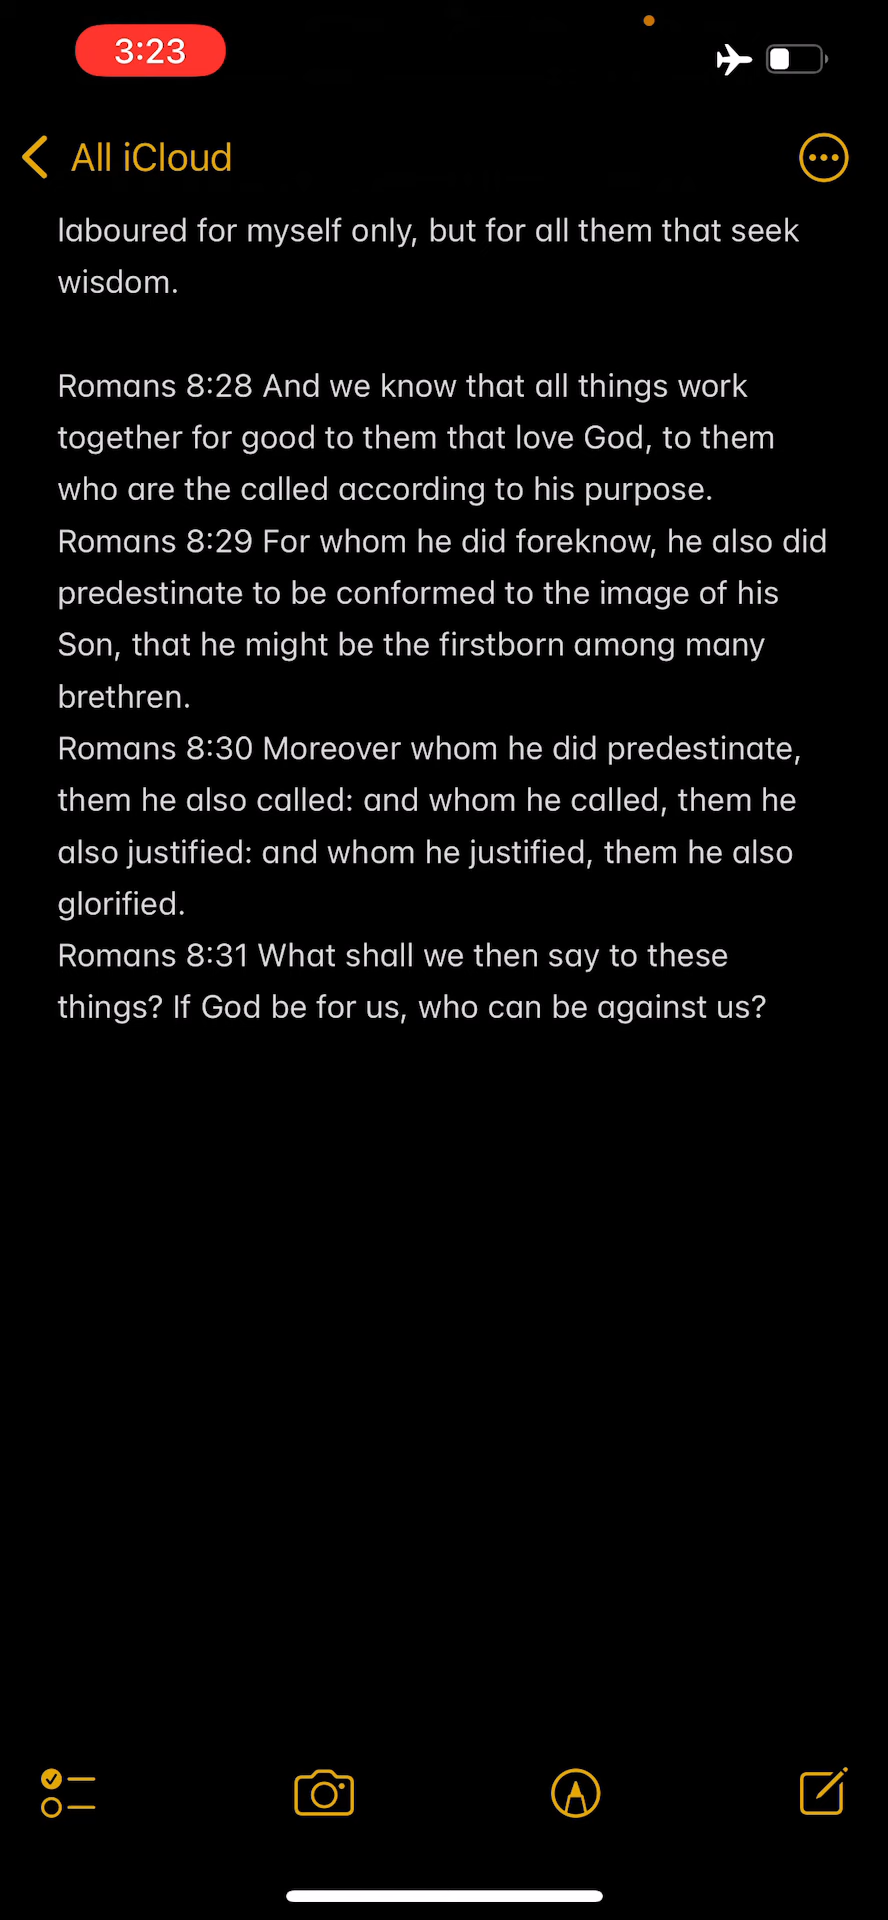 3:23
All iCloud
laboured for myself only, but for all them that seek
wisdom.
Romans 8:28 And we know that all things work
together for good to them that love God, to them
who are the called according to his purpose.
Romans 8:29 For whom he did foreknow, he also did
predestinate to be conformed to the image of his
Son, that he might be the firstborn among many
brethren.
Romans 8:30 Moreover whom he did predestinate,
them he also called: and whom he called, them he
also justified: and whom he justified, them he also
glorified.
Romans 8:31 What shall we then say to these
things? If God be for us, who can be against us?